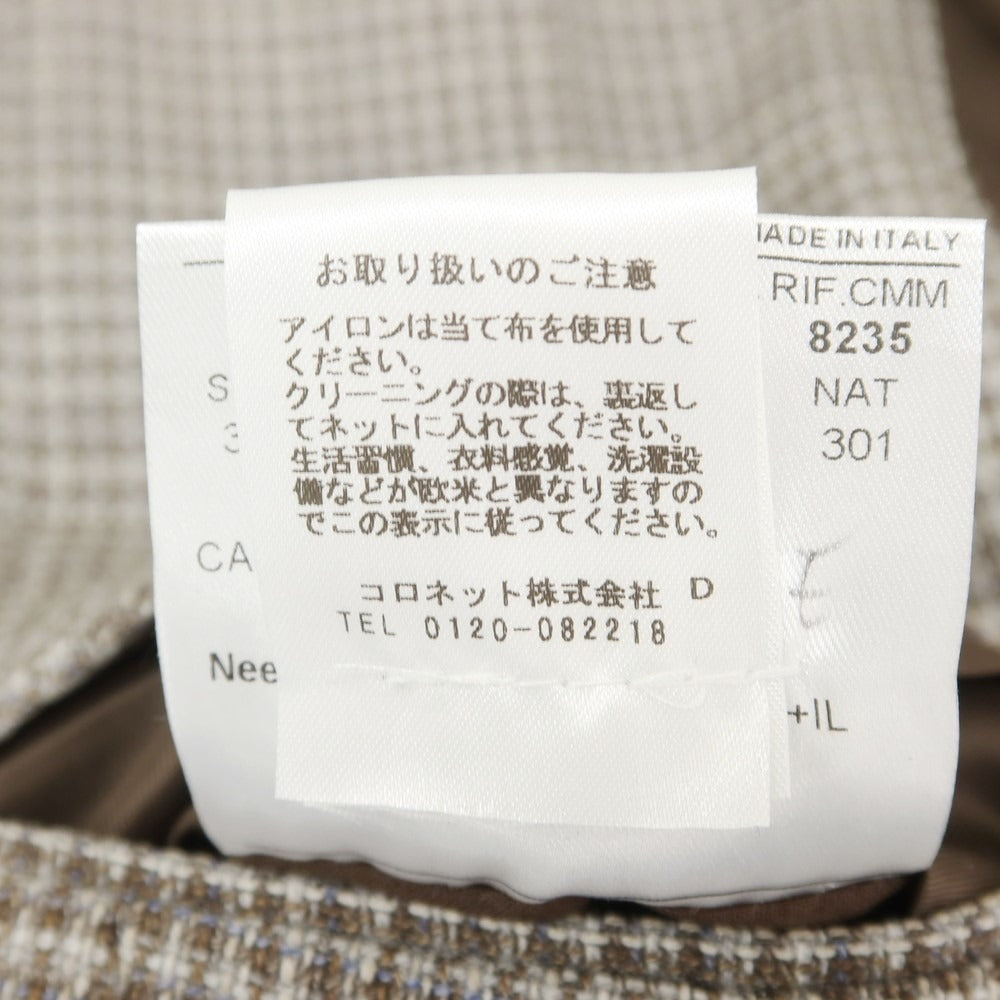 お取り扱いのご注意
アイロンは当て布を使用して
ください。
クリーニングの際は、裏返し
てネットに入れてください。
生活習慣、衣料感覚、洗濯設
備などが欧米と異なりますの
でこの表示に従ってください。
コロネット株式会社 D
TEL 0120-082218
MADE IN ITALY
RIF.CMM
8235
NAT
301
S
3
CA
Nee
+IL